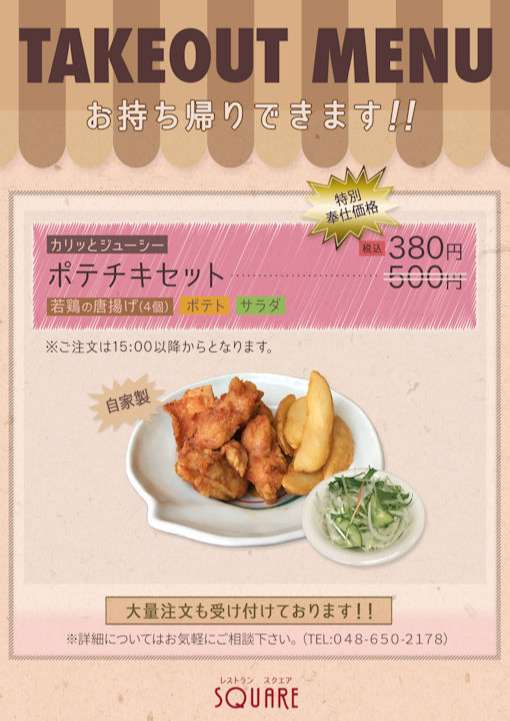 TAKEOUT MENU
お持ち帰りできます!!
特別
奉仕価格
カリッとジューシー
ポテチキセット
税込 380円
500円
若鶏の唐揚げ(4個) ポテト サラダ
※ご注文は15:00以降からとなります。
自家製
大量注文も受け付けております!!
※詳細についてはお気軽にご相談下さい。(TEL:048-650-2178)
レストラン スクエア
SQUARE